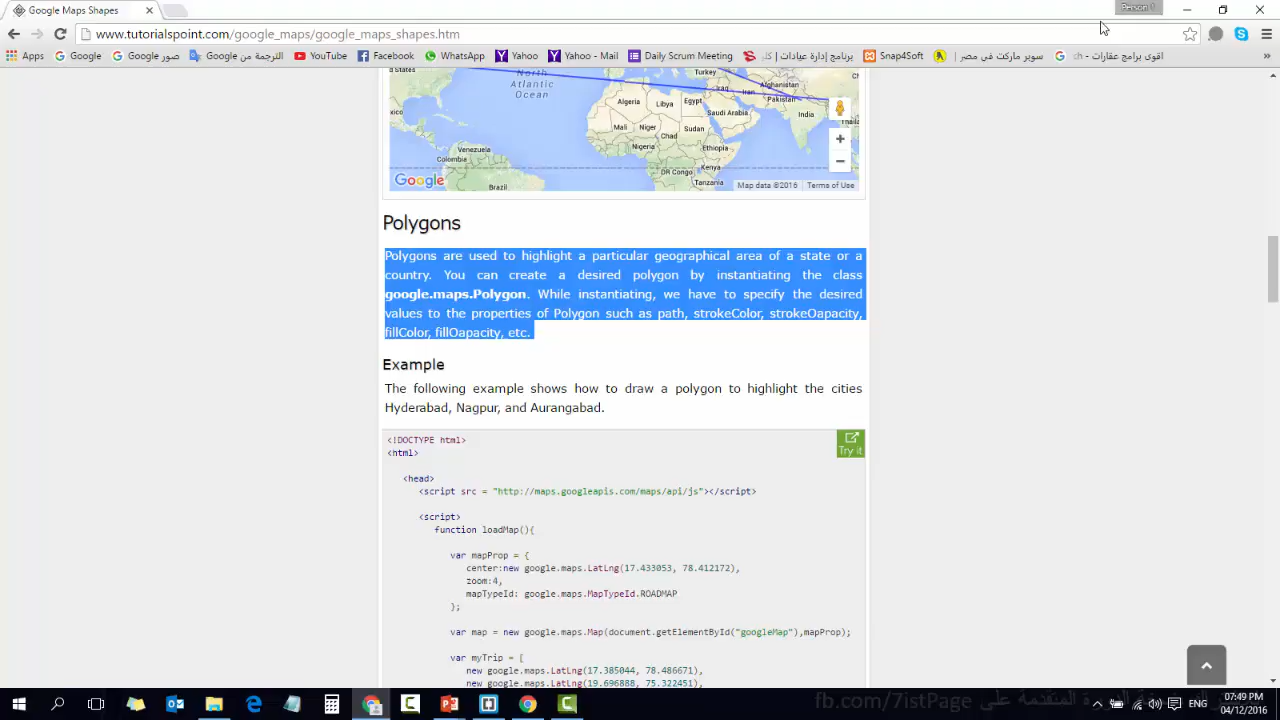 Google Maps Shapes
Person 1
www.tutorialspoint.com/google_maps/google_maps_shapes.htm
Apps
Google
صور Google
الترجمة من Google
YouTube
Facebook
WhatsApp
Yahoo
Yahoo - Mail
Daily Scrum Meeting
برنامج إدارة عيادات | كل
Snap4Soft
سوبر ماركت في مصر
اقوى برامج عقارات - ch
»
North
Atlantic
Ocean
Turkey
Iraq
Iran
Afghanistan
Pakistan
Algeria
Libya
Egypt
Saudi Arabia
India
Mali
Niger
Chad
Sudan
Nigeria
Ethiopia
Venezuela
Colombia
DR Congo
Kenya
Tanzania
Brazil
Google
Map data ©2016
Terms of Use
Polygons
Polygons are used to highlight a particular geographical area of a state or a
country. You can create a desired polygon by instantiating the class
google.maps.Polygon. While instantiating, we have to specify the desired
values to the properties of Polygon such as path, strokeColor, strokeOapacity,
fillColor, fillOapacity, etc.
Example
The following example shows how to draw a polygon to highlight the cities
Hyderabad, Nagpur, and Aurangabad.
Try it
<!DOCTYPE html>
<html>
<head>
<script src = "http://maps.googleapis.com/maps/api/js"></script>
<script>
function loadMap(){
var mapProp = {
center:new google.maps.LatLng(17.433053, 78.412172),
zoom:4,
mapTypeId: google.maps.MapTypeId.ROADMAP
};
var map = new google.maps.Map(document.getElementById("googleMap"),mapProp);
var myTrip = [
new google.maps.LatLng(17.385044, 78.486671),
new google.maps.LatLng(19.696888, 75.322451),
fb.com/7istPage
ENG
07:49 PM
04/12/2016